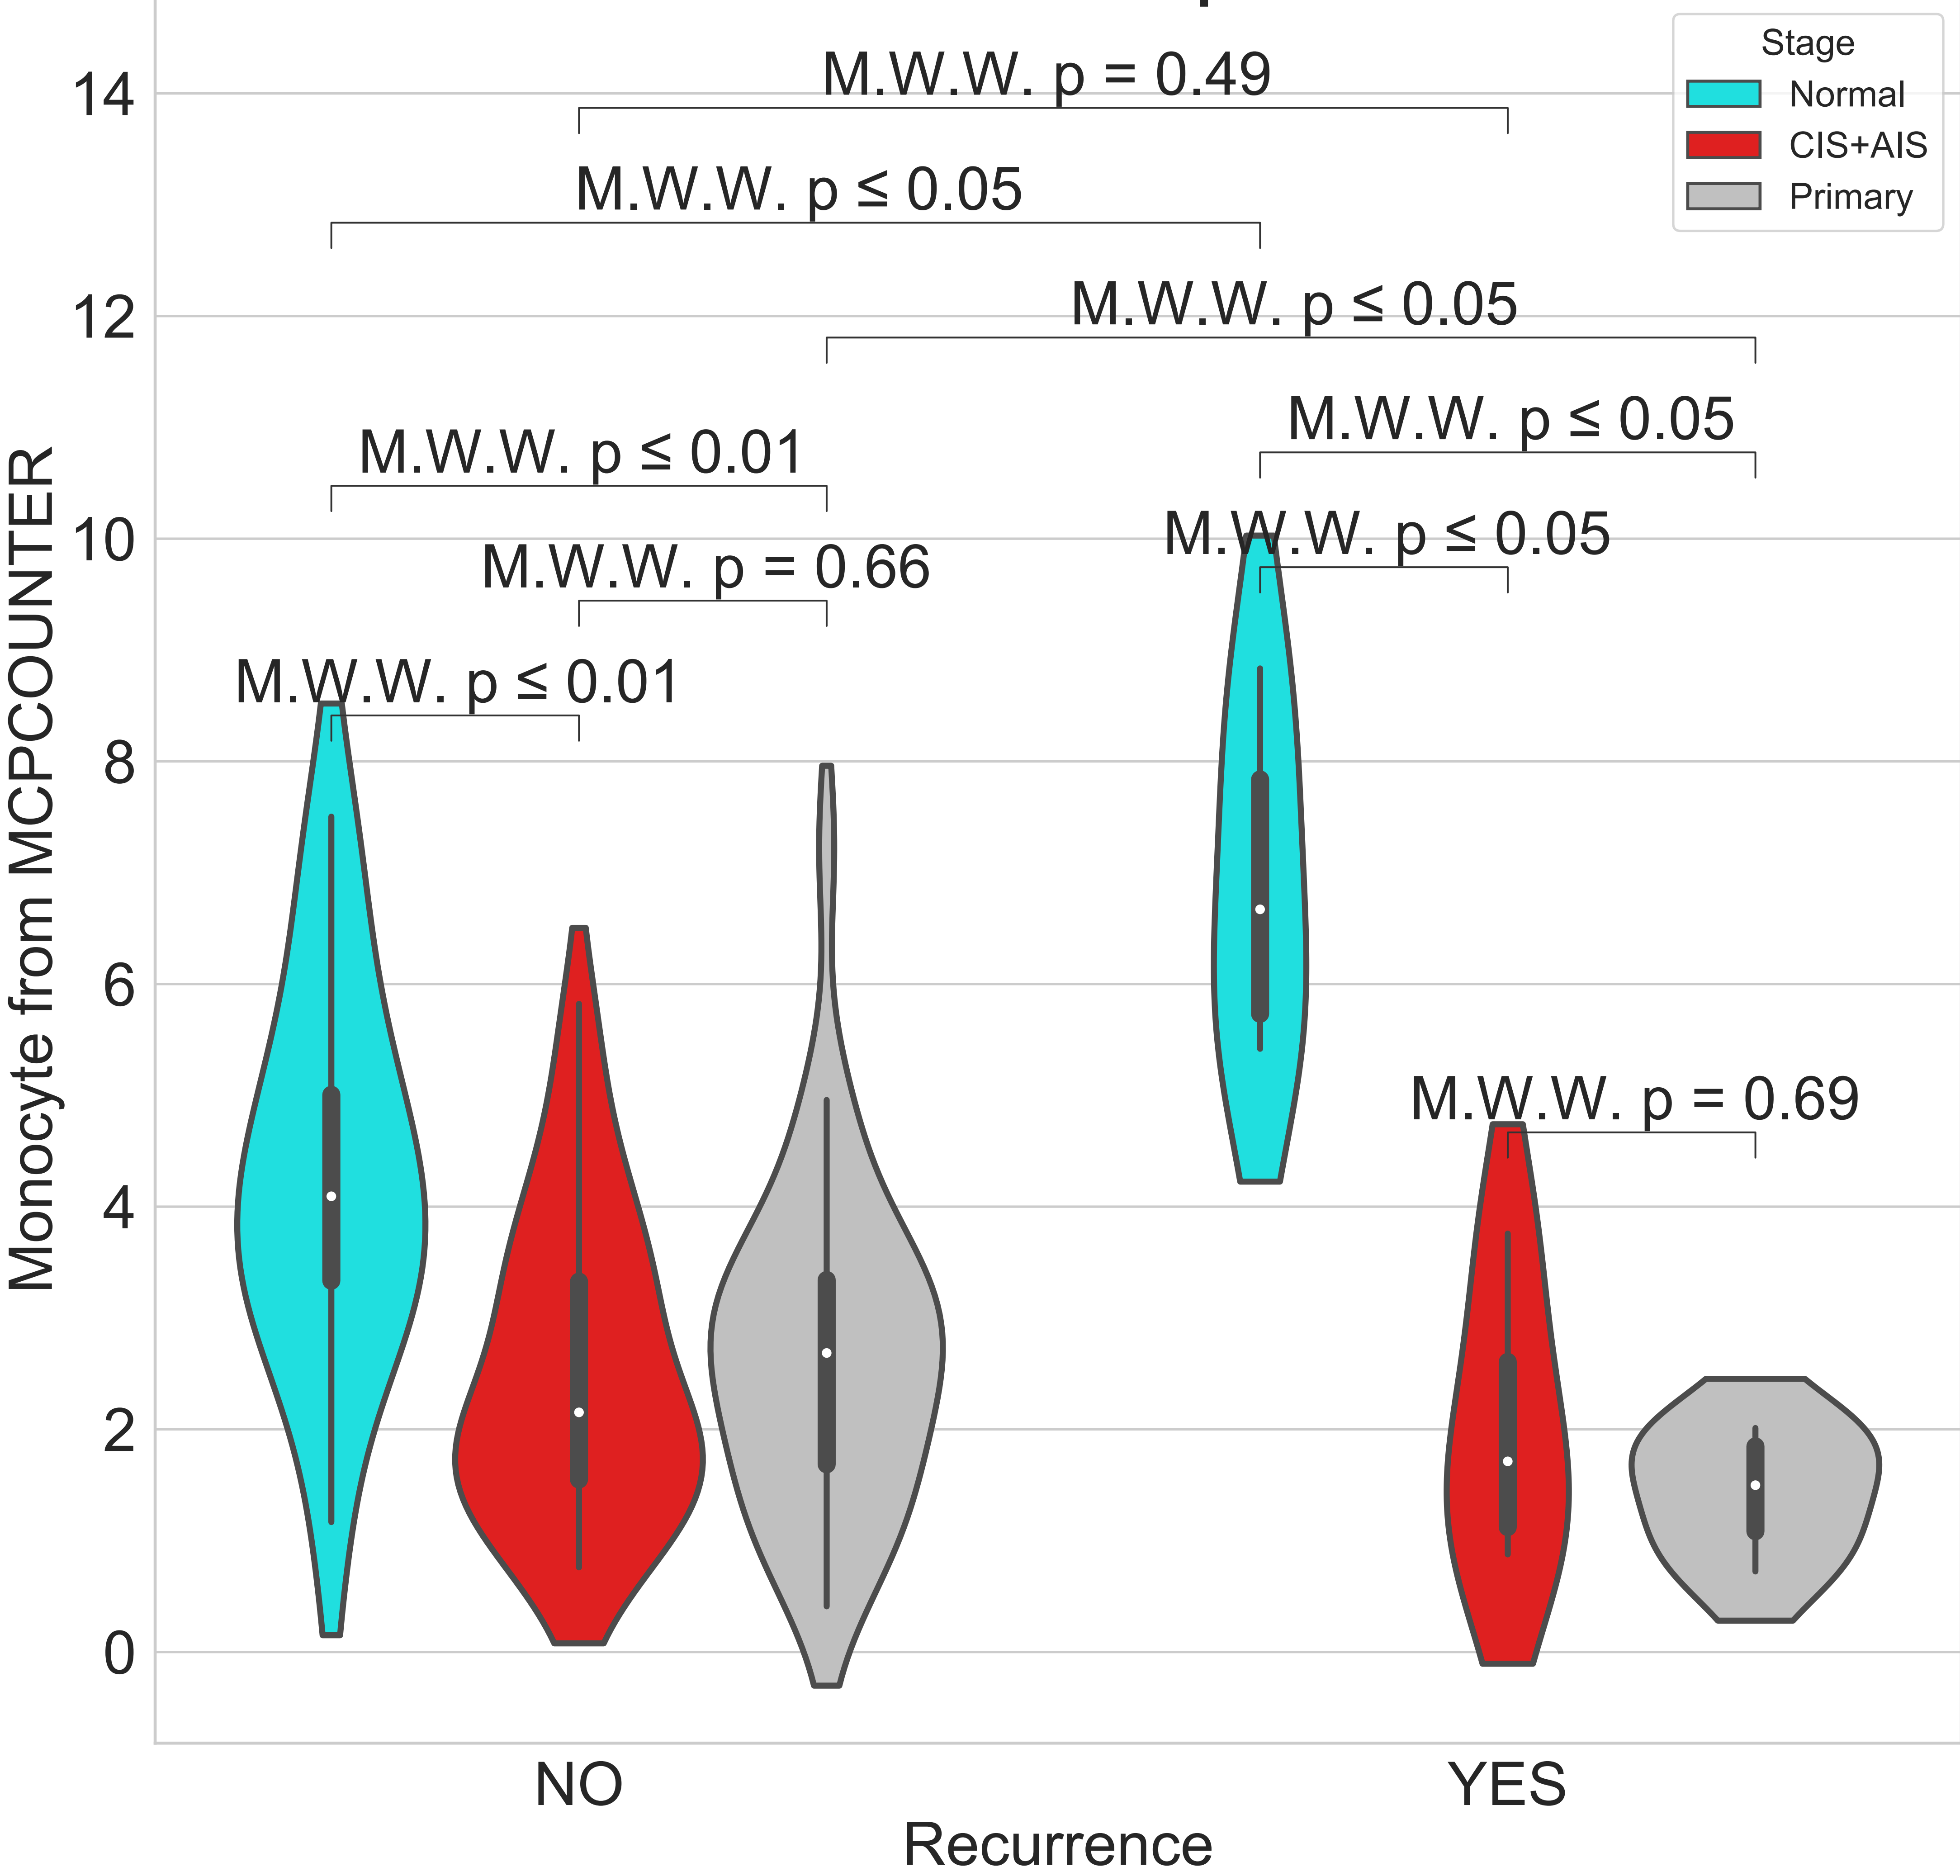 Stage
Normal
CIS+AIS
Primary
M.W.W. p = 0.49
M.W.W. p ≤ 0.05
M.W.W. p ≤ 0.05
M.W.W. p ≤ 0.05
M.W.W. p ≤ 0.01
M.W.W. p ≤ 0.05
M.W.W. p = 0.66
M.W.W. p ≤ 0.01
M.W.W. p = 0.69
Monocyte from MCPCOUNTER
14
12
10
8
6
4
2
0
NO
YES
Recurrence